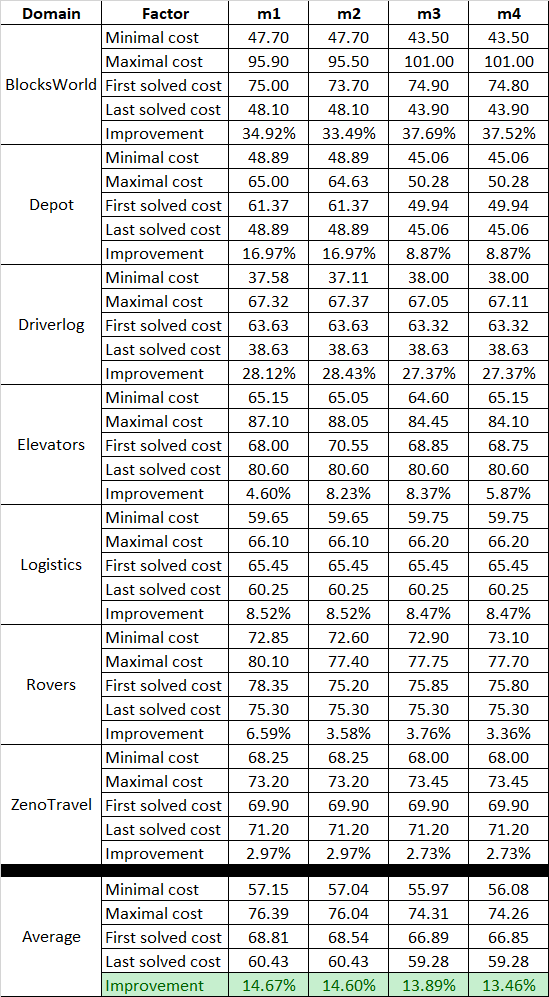 Domain Factor m1 m2 m3 m4
BlocksWorld
Minimal cost 47.70 47.70 43.50 43.50
Maximal cost 95.90 95.50 101.00 101.00
First solved cost 75.00 73.70 74.90 74.80
Last solved cost 48.10 48.10 43.90 43.90
Improvement 34.92% 33.49% 37.69% 37.52%
Depot
Minimal cost 48.89 48.89 45.06 45.06
Maximal cost 65.00 64.63 50.28 50.28
First solved cost 61.37 61.37 49.94 49.94
Last solved cost 48.89 48.89 45.06 45.06
Improvement 16.97% 16.97% 8.87% 8.87%
Driverlog
Minimal cost 37.58 37.11 38.00 38.00
Maximal cost 67.32 67.37 67.05 67.11
First solved cost 63.63 63.63 63.32 63.32
Last solved cost 38.63 38.63 38.63 38.63
Improvement 28.12% 28.43% 27.37% 27.37%
Elevators
Minimal cost 65.15 65.05 64.60 65.15
Maximal cost 87.10 88.05 84.45 84.10
First solved cost 68.00 70.55 68.85 68.75
Last solved cost 80.60 80.60 80.60 80.60
Improvement 4.60% 8.23% 8.37% 5.87%
Logistics
Minimal cost 59.65 59.65 59.75 59.75
Maximal cost 66.10 66.10 66.20 66.20
First solved cost 65.45 65.45 65.45 65.45
Last solved cost 60.25 60.25 60.25 60.25
Improvement 8.52% 8.52% 8.47% 8.47%
Rovers
Minimal cost 72.85 72.60 72.90 73.10
Maximal cost 80.10 77.40 77.75 77.70
First solved cost 78.35 75.20 75.85 75.80
Last solved cost 75.30 75.30 75.30 75.30
Improvement 6.59% 3.58% 3.76% 3.36%
ZenoTravel
Minimal cost 68.25 68.25 68.00 68.00
Maximal cost 73.20 73.20 73.45 73.45
First solved cost 69.90 69.90 69.90 69.90
Last solved cost 71.20 71.20 71.20 71.20
Improvement 2.97% 2.97% 2.73% 2.73%
Average
Minimal cost 57.15 57.04 55.97 56.08
Maximal cost 76.39 76.04 74.31 74.26
First solved cost 68.81 68.54 66.89 66.85
Last solved cost 60.43 60.43 59.28 59.28
Improvement 14.67% 14.60% 13.89% 13.46%